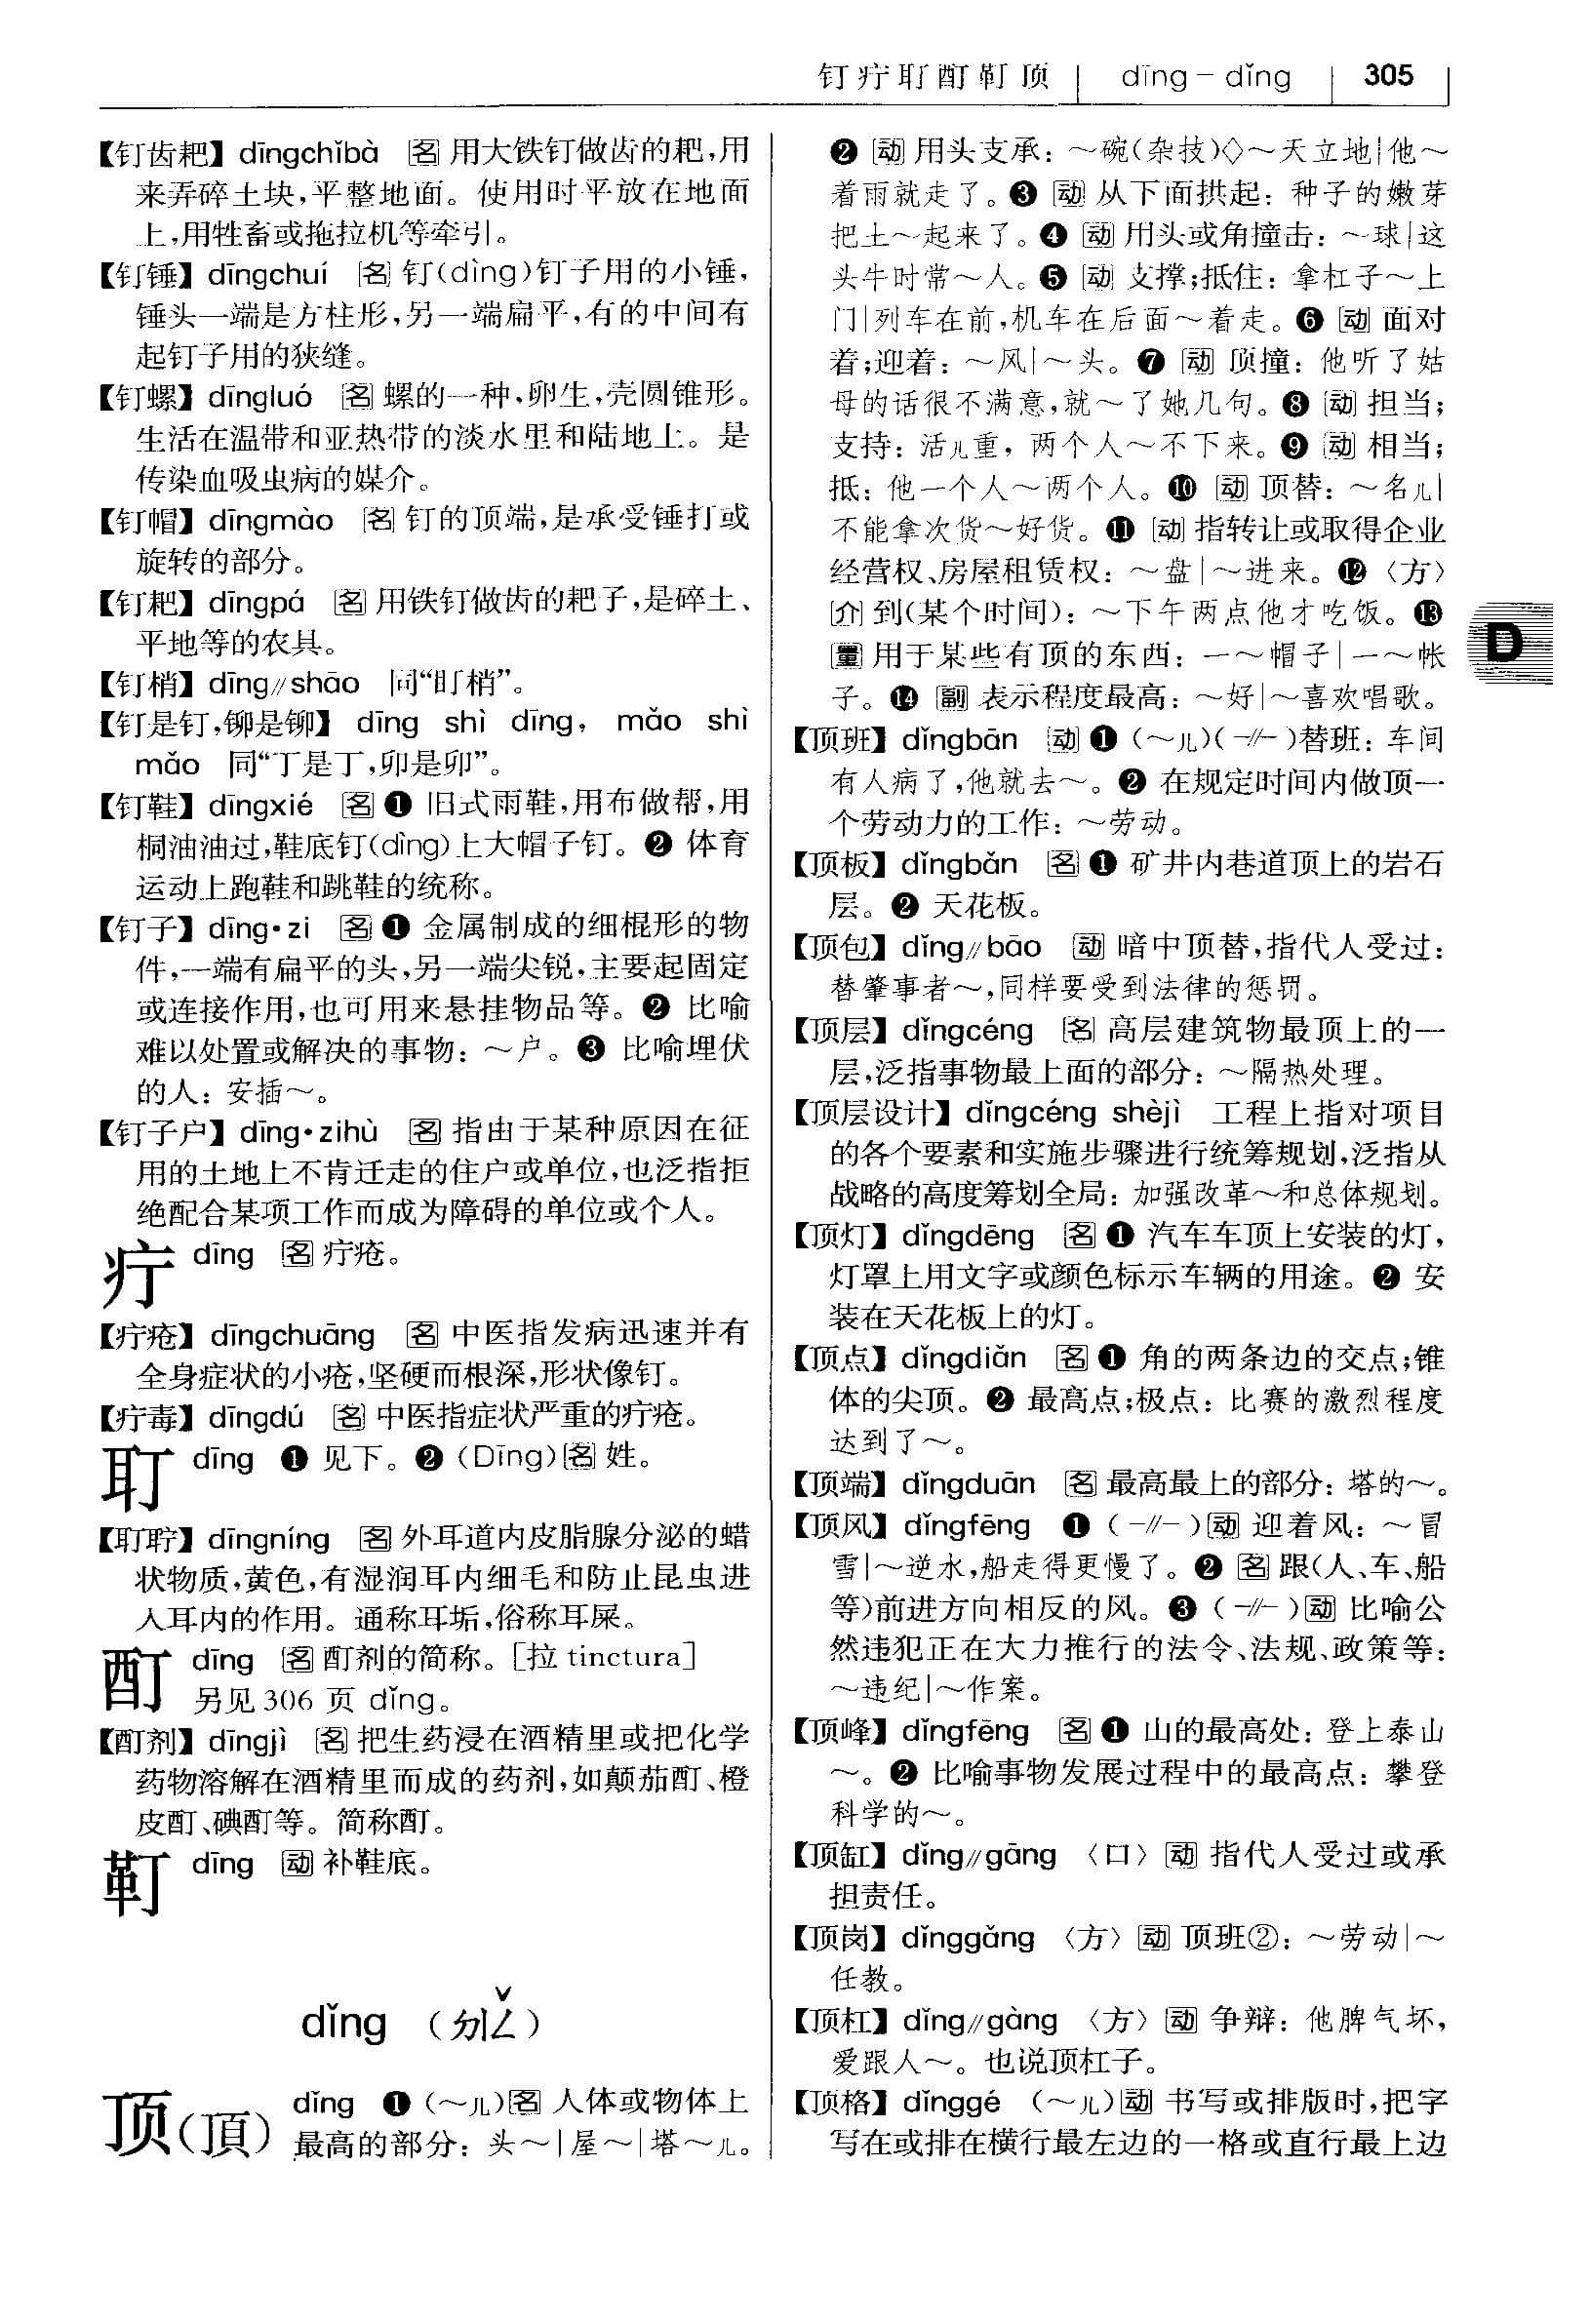 钉疔耵酊靪顶 | dīng－dǐng | 305
【钉齿耙】dīngchǐbà 名 用大铁钉做齿的耙,用
来弄碎土块,平整地面。使用时平放在地面
上,用牲畜或拖拉机等牵引。
【钉锤】dīngchuí 名 钉(dìng)钉子用的小锤,
锤头一端是方柱形,另一端扁平,有的中间有
起钉子用的狭缝。
【钉螺】dīngluó 名 螺的一种,卵生,壳圆锥形。
生活在温带和亚热带的淡水里和陆地上。是
传染血吸虫病的媒介。
【钉帽】dīngmào 名 钉的顶端,是承受锤打或
旋转的部分。
【钉耙】dīngpá 名 用铁钉做齿的耙子,是碎土、
平地等的农具。
【钉梢】dīng//shāo 同“盯梢”。
【钉是钉,铆是铆】dīng shì dīng, mǎo shì
mǎo 同“丁是丁,卯是卯”。
【钉鞋】dīngxié 名 ❶ 旧式雨鞋,用布做帮,用
桐油油过,鞋底钉(dìng)上大帽子钉。❷ 体育
运动上跑鞋和跳鞋的统称。
【钉子】dīng·zi 名 ❶ 金属制成的细棍形的物
件,一端有扁平的头,另一端尖锐,主要起固定
或连接作用,也可用来悬挂物品等。❷ 比喻
难以处置或解决的事物：～户。❸ 比喻埋伏
的人：安插～。
【钉子户】dīng·zihù 名 指由于某种原因在征
用的土地上不肯迁走的住户或单位,也泛指拒
绝配合某项工作而成为障碍的单位或个人。
疔 dīng 名 疔疮。
【疔疮】dīngchuāng 名 中医指发病迅速并有
全身症状的小疮,坚硬而根深,形状像钉。
【疔毒】dīngdú 名 中医指症状严重的疔疮。
耵 dīng ❶ 见下。❷（Dīng）名 姓。
【耵聍】dīngníng 名 外耳道内皮脂腺分泌的蜡
状物质,黄色,有湿润耳内细毛和防止昆虫进
入耳内的作用。通称耳垢,俗称耳屎。
酊 dīng 名 酊剂的简称。[拉 tinctura]
另见 306 页 dǐng。
【酊剂】dīngjì 名 把生药浸在酒精里或把化学
药物溶解在酒精里而成的药剂,如颠茄酊、橙
皮酊、碘酊等。简称酊。
靪 dīng 动 补鞋底。
dǐng （ㄉㄧㄥˇ）
顶(頂) dǐng ❶（～儿）名 人体或物体上
最高的部分：头～|屋～|塔～儿。
❷ 动 用头支承：～碗(杂技)◇～天立地|他～
着雨就走了。❸ 动 从下面拱起：种子的嫩芽
把土～起来了。❹ 动 用头或角撞击：～球|这
头牛时常～人。❺ 动 支撑;抵住：拿杠子～上
门|列车在前,机车在后面～着走。❻ 动 面对
着;迎着：～风|～头。❼ 动 顶撞：他听了姑
母的话很不满意,就～了她几句。❽ 动 担当;
支持：活儿重,两个人～不下来。❾ 动 相当;
抵：他一个人～两个人。❿ 动 顶替：～名儿|
不能拿次货～好货。⓫ 动 指转让或取得企业
经营权、房屋租赁权：～盘|～进来。⓬〈方〉
介 到(某个时间)：～下午两点他才吃饭。⓭
量 用于某些有顶的东西：一～帽子|一～帐
子。⓮ 副 表示程度最高：～好|～喜欢唱歌。
【顶班】dǐngbān 动 ❶（～儿）(-//-)替班：车间
有人病了,他就去～。❷ 在规定时间内做顶一
个劳动力的工作：～劳动。
【顶板】dǐngbǎn 名 ❶ 矿井内巷道顶上的岩石
层。❷ 天花板。
【顶包】dǐng//bāo 动 暗中顶替,指代人受过：
替肇事者～,同样要受到法律的惩罚。
【顶层】dǐngcéng 名 高层建筑物最顶上的一
层,泛指事物最上面的部分：～隔热处理。
【顶层设计】dǐngcéng shèjì 工程上指对项目
的各个要素和实施步骤进行统筹规划,泛指从
战略的高度筹划全局：加强改革～和总体规划。
【顶灯】dǐngdēng 名 ❶ 汽车车顶上安装的灯,
灯罩上用文字或颜色标示车辆的用途。❷ 安
装在天花板上的灯。
【顶点】dǐngdiǎn 名 ❶ 角的两条边的交点;锥
体的尖顶。❷ 最高点;极点：比赛的激烈程度
达到了～。
【顶端】dǐngduān 名 最高最上的部分：塔的～。
【顶风】dǐngfēng ❶（-//-）动 迎着风：～冒
雪|～逆水,船走得更慢了。❷ 名 跟(人、车、船
等)前进方向相反的风。❸（-//-）动 比喻公
然违犯正在大力推行的法令、法规、政策等：
～违纪|～作案。
【顶峰】dǐngfēng 名 ❶ 山的最高处：登上泰山
～。❷ 比喻事物发展过程中的最高点：攀登
科学的～。
【顶缸】dǐng//gāng 〈口〉动 指代人受过或承
担责任。
【顶岗】dǐnggǎng 〈方〉动 顶班②：～劳动|～
任教。
【顶杠】dǐng//gàng 〈方〉动 争辩：他脾气坏,
爱跟人～。也说顶杠子。
【顶格】dǐnggé （～儿）动 书写或排版时,把字
写在或排在横行最左边的一格或直行最上边
D